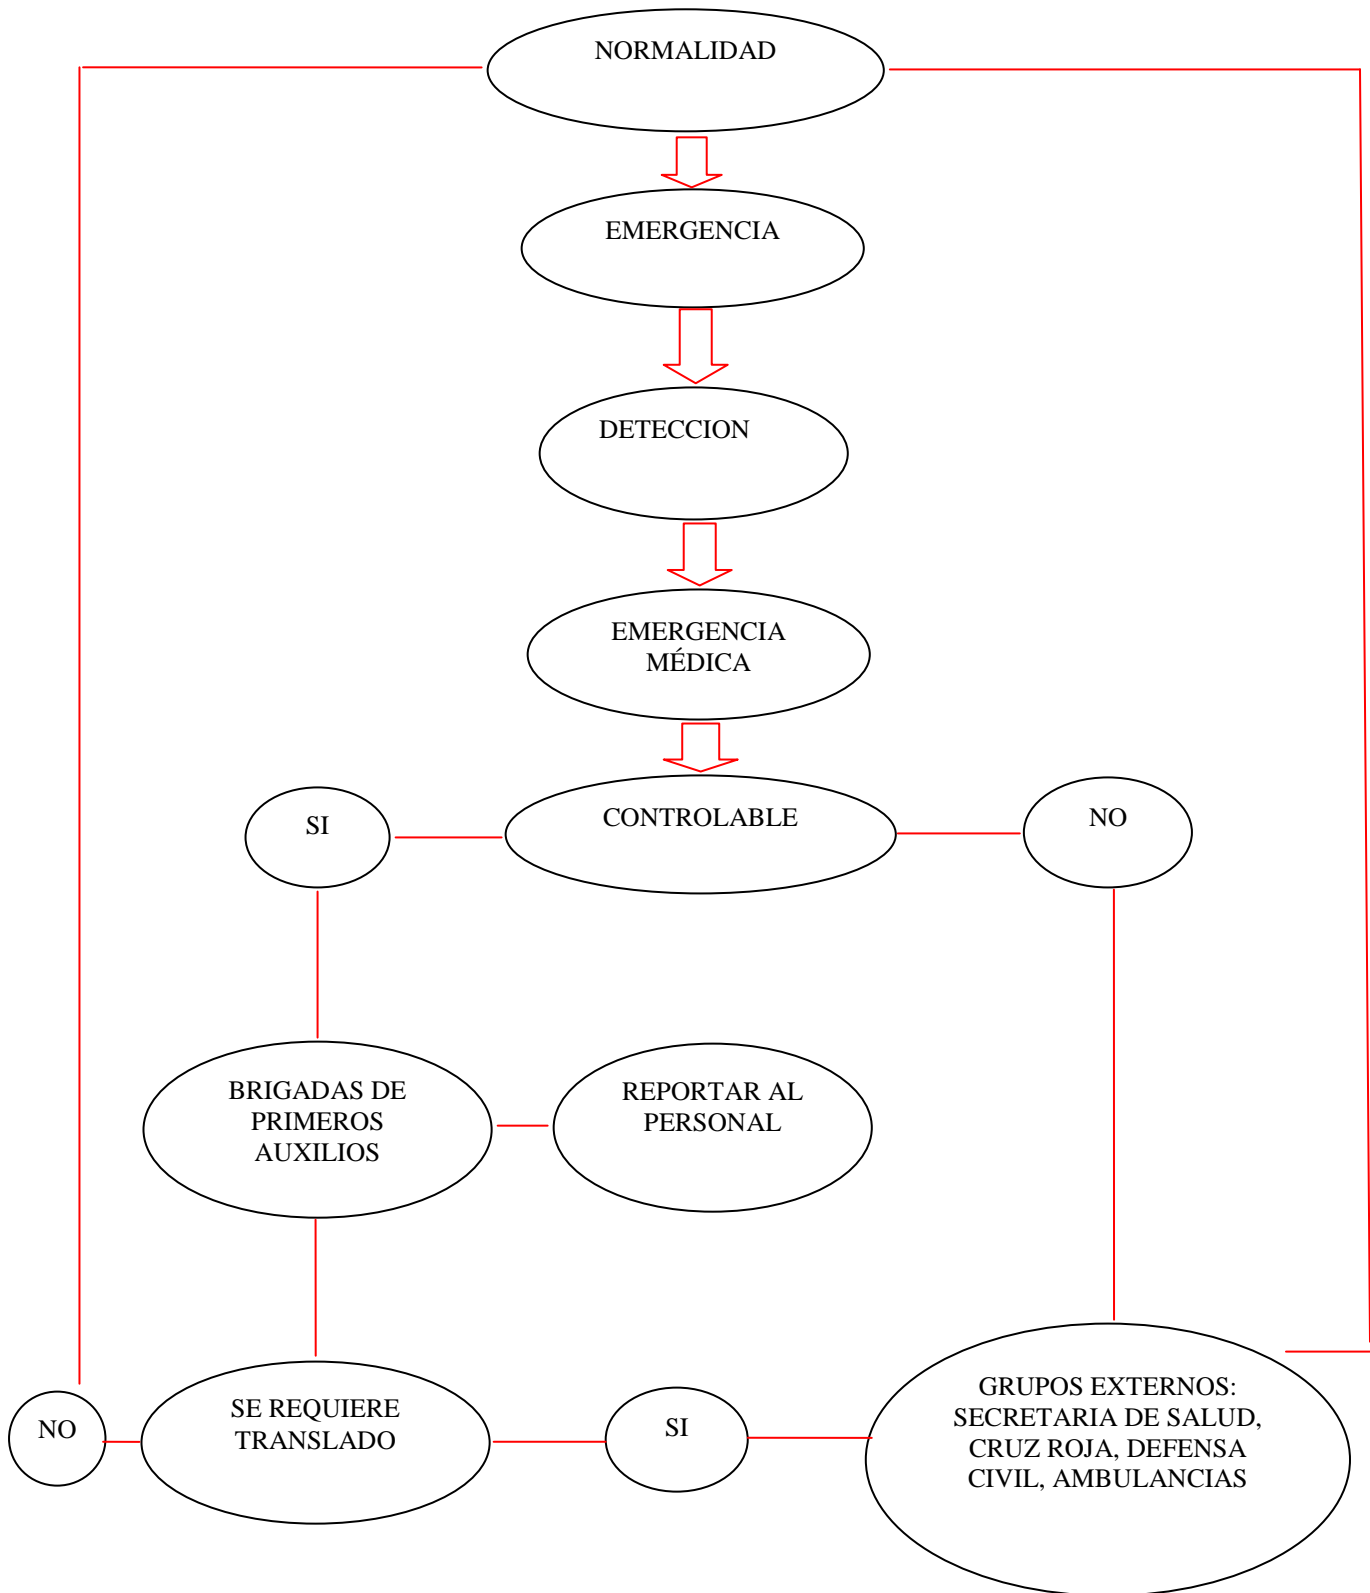 NORMALIDAD
EMERGENCIA
DETECCION
EMERGENCIA
MÉDICA
CONTROLABLE
SI
NO
BRIGADAS DE
PRIMEROS
AUXILIOS
REPORTAR AL
PERSONAL
NO
SE REQUIERE
TRANSLADO
SI
GRUPOS EXTERNOS:
SECRETARIA DE SALUD,
CRUZ ROJA, DEFENSA
CIVIL, AMBULANCIAS